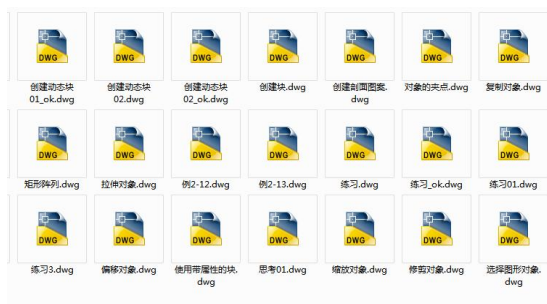 DWG DWG DWG DWG DWG DWG DWG
创建动态块 创建动态块 创建动态块 创建块.dwg 创建剖面图案. 对象的夹点.dwg 复制对象.dwg
01_ok.dwg 02.dwg 02_ok.dwg dwg
DWG DWG DWG DWG DWG DWG DWG
矩形阵列.dwg 拉伸对象.dwg 例2-12.dwg 例2-13.dwg 练习.dwg 练习_ok.dwg 练习01.dwg
DWG DWG DWG DWG DWG DWG DWG
练习3.dwg 偏移对象.dwg 使用带属性的块. 思考01.dwg 缩放对象.dwg 修剪对象.dwg 选择图形对象.
dwg dwg